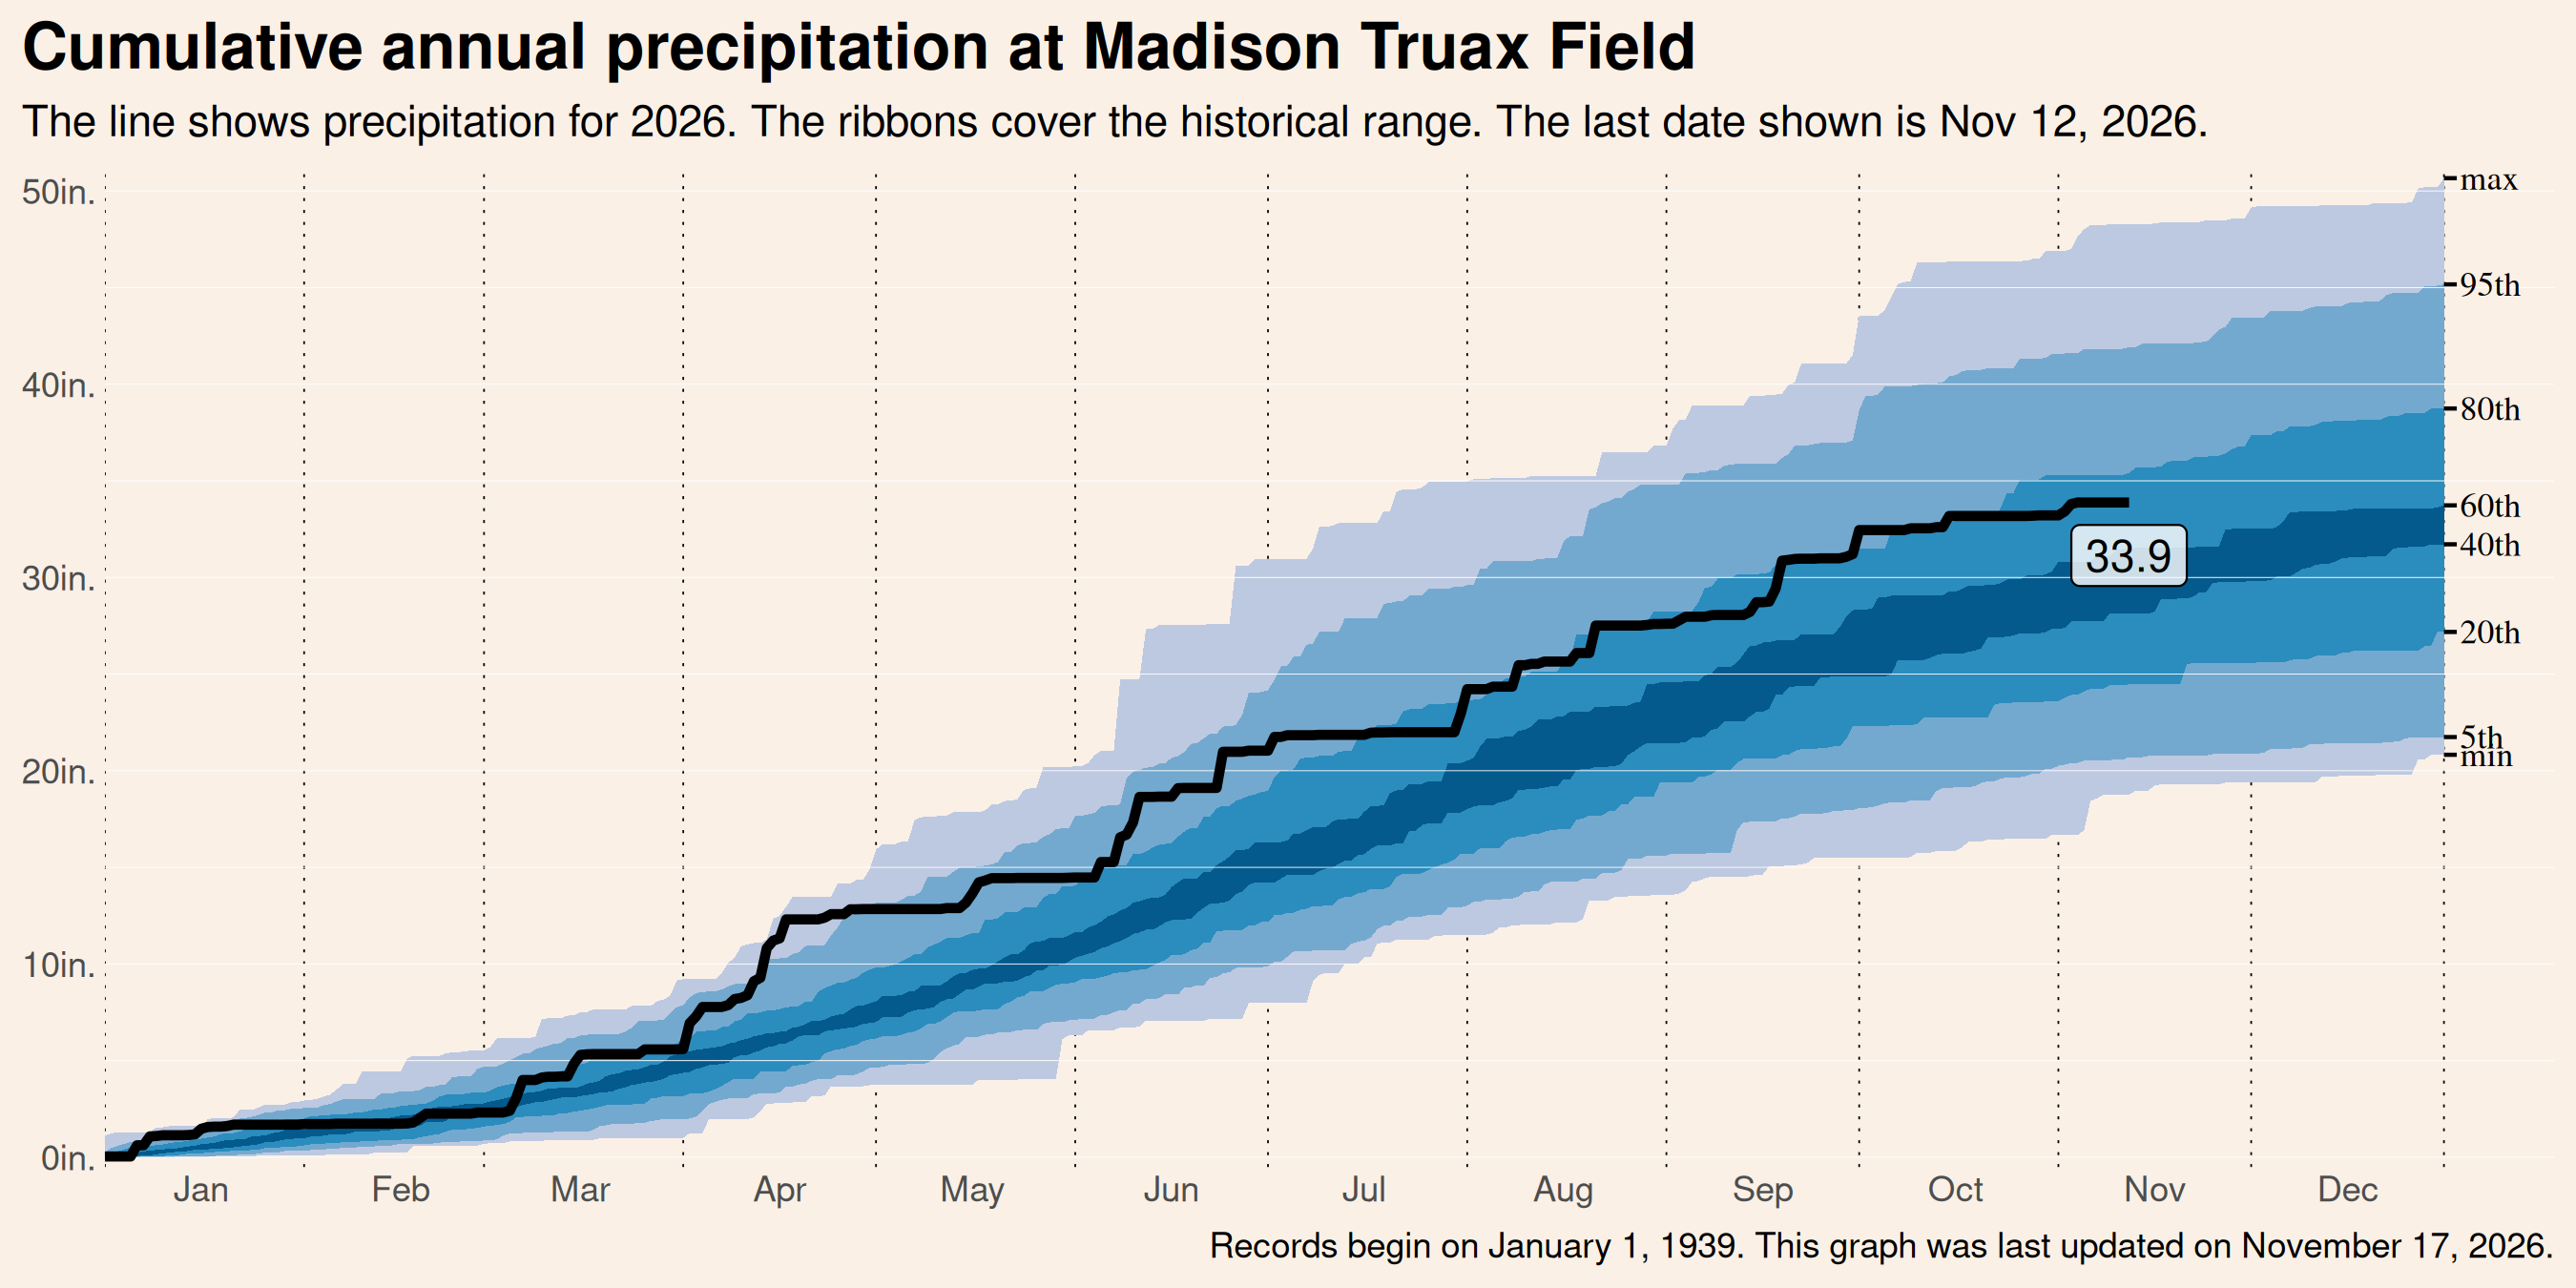 Cumulative annual precipitation at Madison Truax Field
The line shows precipitation for 2026. The ribbons cover the historical range. The last date shown is Nov 12, 2026.
50in.
40in.
30in.
20in.
10in.
0in.
max
95th
80th
60th
40th
20th
5th
min
33.9
Jan Feb Mar Apr May Jun Jul Aug Sep Oct Nov Dec
Records begin on January 1, 1939. This graph was last updated on November 17, 2026.